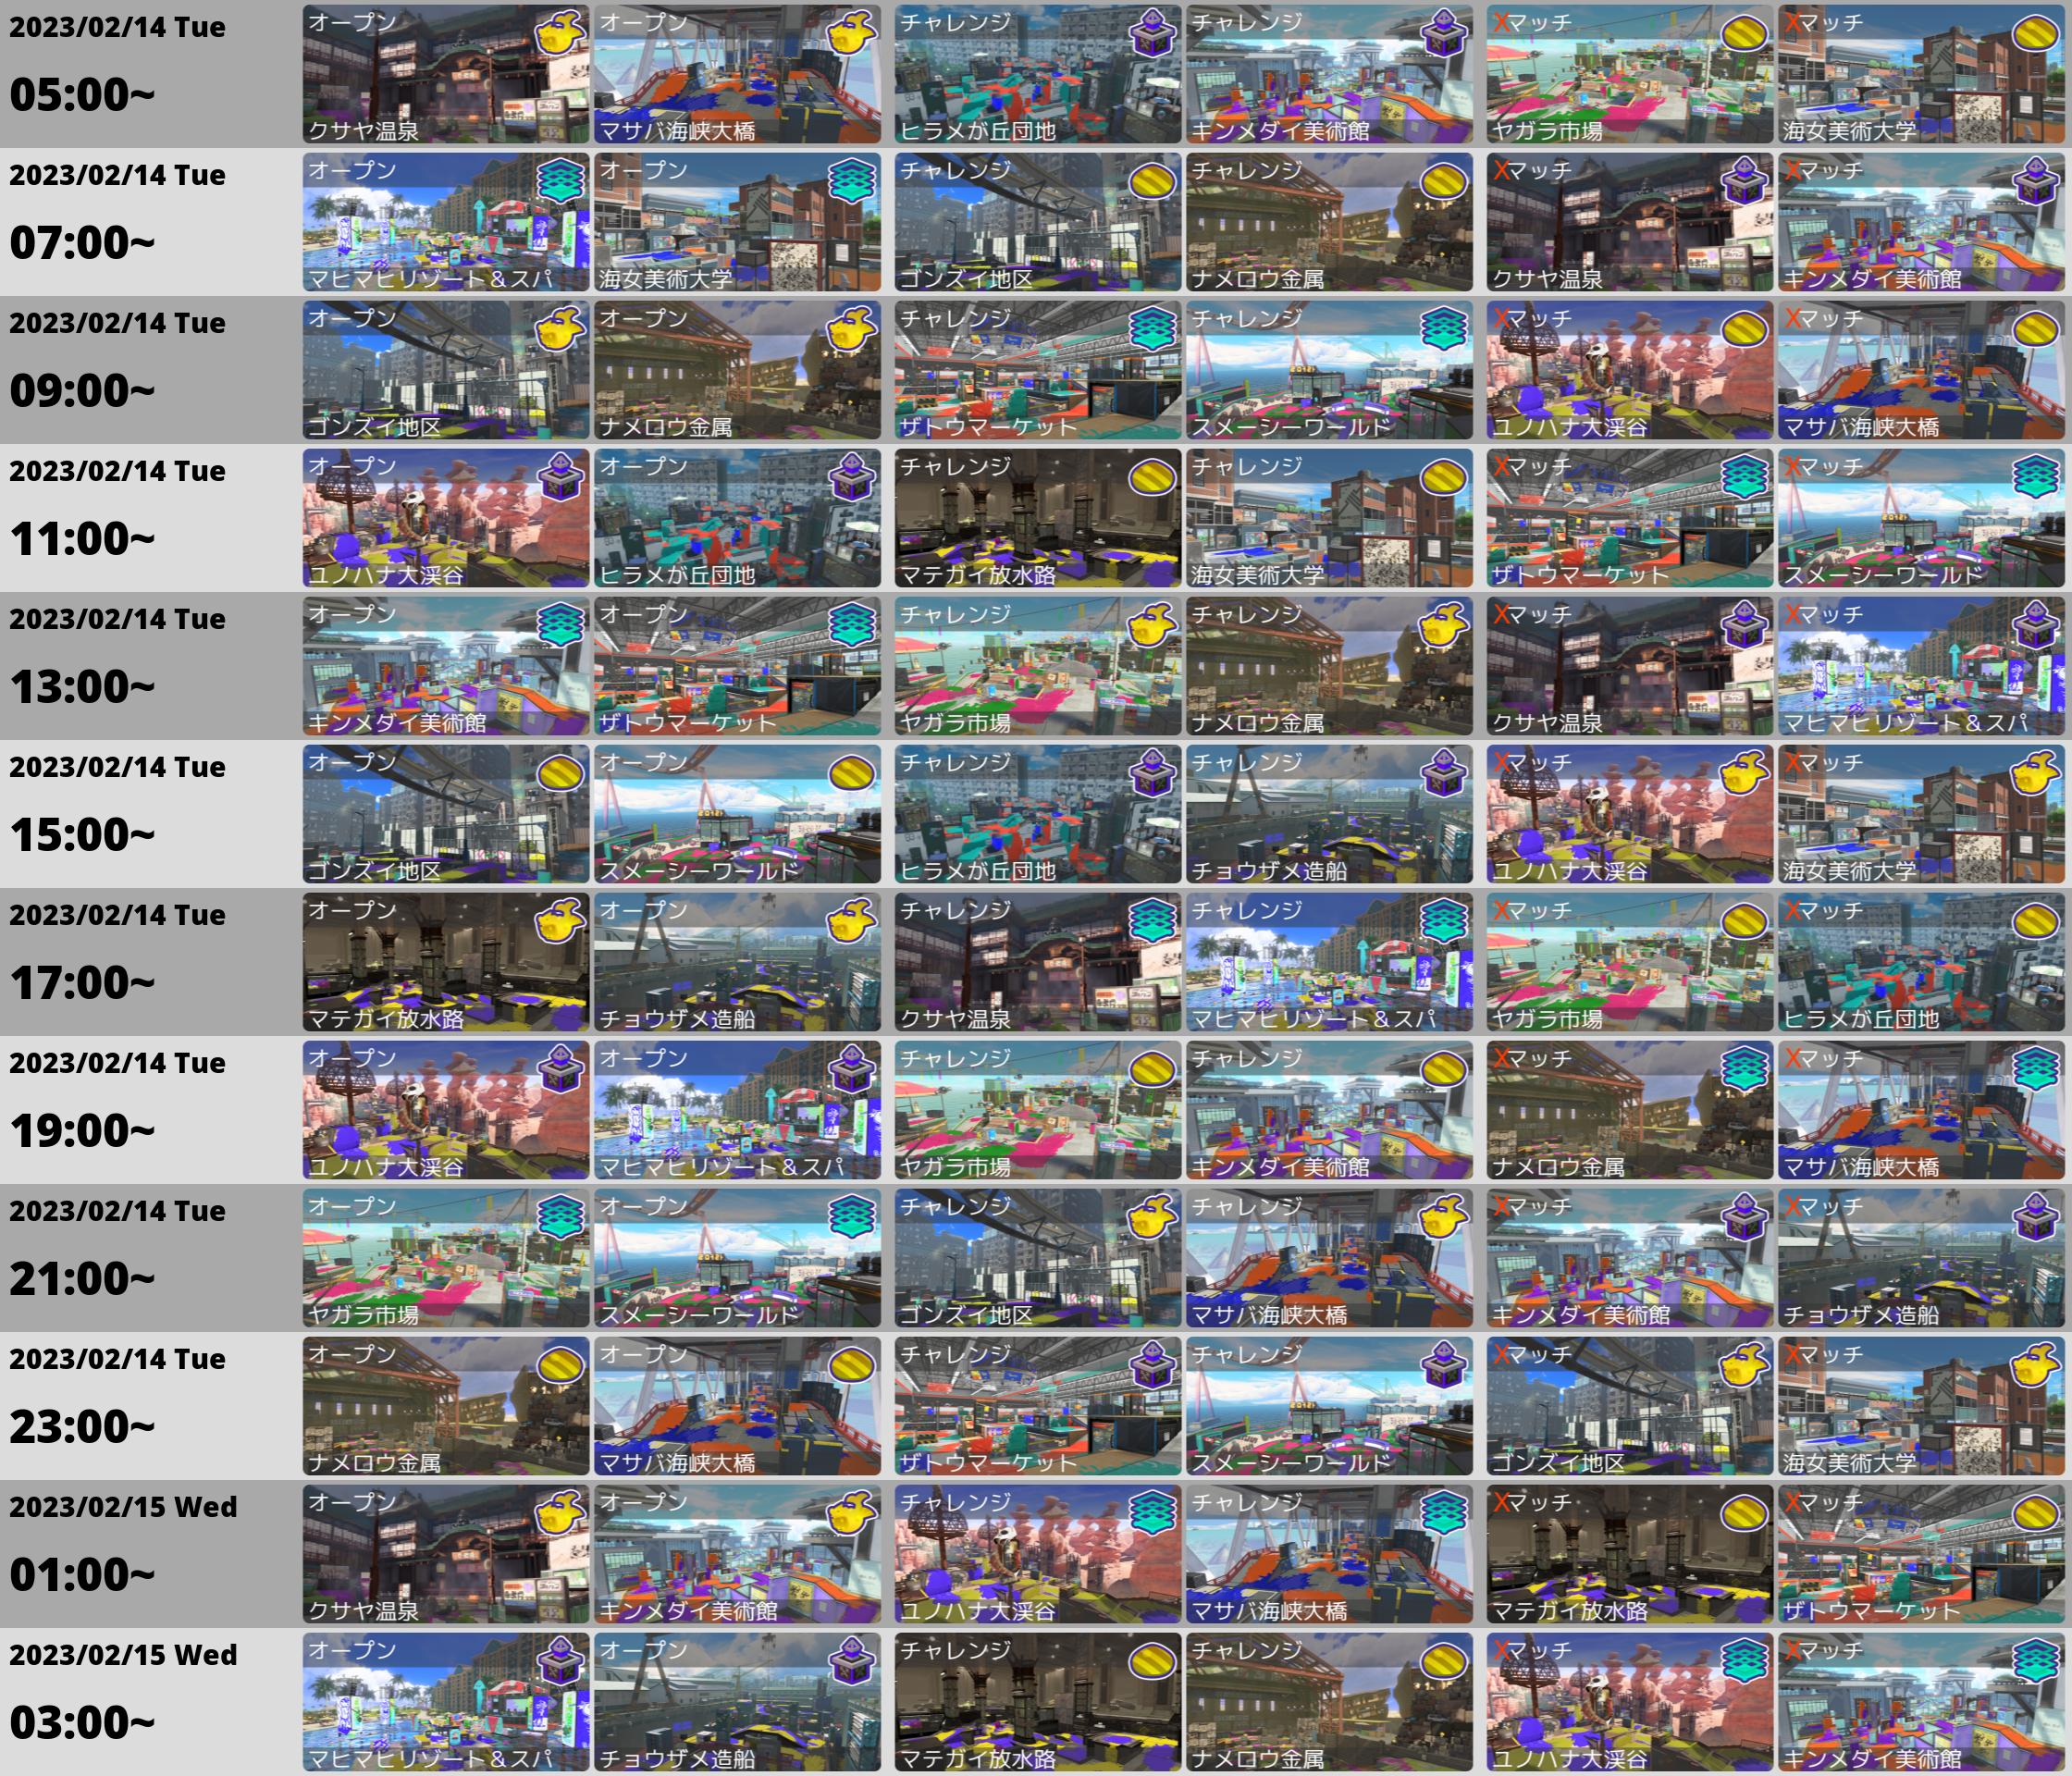 2023/02/14 Tue
05:00~
オープン オープン チャレンジ チャレンジ Xマッチ Xマッチ
クサヤ温泉 マサバ海峡大橋 ヒラメが丘団地 キンメダイ美術館 ヤガラ市場 海女美術大学
2023/02/14 Tue
07:00~
オープン オープン チャレンジ チャレンジ Xマッチ Xマッチ
マヒマヒリゾート＆スパ 海女美術大学 ゴンズイ地区 ナメロウ金属 クサヤ温泉 キンメダイ美術館
2023/02/14 Tue
09:00~
オープン オープン チャレンジ チャレンジ Xマッチ Xマッチ
ゴンズイ地区 ナメロウ金属 ザトウマーケット スメーシーワールド ユノハナ大渓谷 マサバ海峡大橋
2023/02/14 Tue
11:00~
オープン オープン チャレンジ チャレンジ Xマッチ Xマッチ
ユノハナ大渓谷 ヒラメが丘団地 マテガイ放水路 海女美術大学 ザトウマーケット スメーシーワールド
2023/02/14 Tue
13:00~
オープン オープン チャレンジ チャレンジ Xマッチ Xマッチ
キンメダイ美術館 ザトウマーケット ヤガラ市場 ナメロウ金属 クサヤ温泉 マヒマヒリゾート＆スパ
2023/02/14 Tue
15:00~
オープン オープン チャレンジ チャレンジ Xマッチ Xマッチ
ゴンズイ地区 スメーシーワールド ヒラメが丘団地 チョウザメ造船 ユノハナ大渓谷 海女美術大学
2023/02/14 Tue
17:00~
オープン オープン チャレンジ チャレンジ Xマッチ Xマッチ
マテガイ放水路 チョウザメ造船 クサヤ温泉 マヒマヒリゾート＆スパ ヤガラ市場 ヒラメが丘団地
2023/02/14 Tue
19:00~
オープン オープン チャレンジ チャレンジ Xマッチ Xマッチ
ユノハナ大渓谷 マヒマヒリゾート＆スパ ヤガラ市場 キンメダイ美術館 ナメロウ金属 マサバ海峡大橋
2023/02/14 Tue
21:00~
オープン オープン チャレンジ チャレンジ Xマッチ Xマッチ
ヤガラ市場 スメーシーワールド ゴンズイ地区 マサバ海峡大橋 キンメダイ美術館 チョウザメ造船
2023/02/14 Tue
23:00~
オープン オープン チャレンジ チャレンジ Xマッチ Xマッチ
ナメロウ金属 マサバ海峡大橋 ザトウマーケット スメーシーワールド ゴンズイ地区 海女美術大学
2023/02/15 Wed
01:00~
オープン オープン チャレンジ チャレンジ Xマッチ Xマッチ
クサヤ温泉 キンメダイ美術館 ユノハナ大渓谷 マサバ海峡大橋 マテガイ放水路 ザトウマーケット
2023/02/15 Wed
03:00~
オープン オープン チャレンジ チャレンジ Xマッチ Xマッチ
マヒマヒリゾート＆スパ チョウザメ造船 マテガイ放水路 ナメロウ金属 ユノハナ大渓谷 キンメダイ美術館